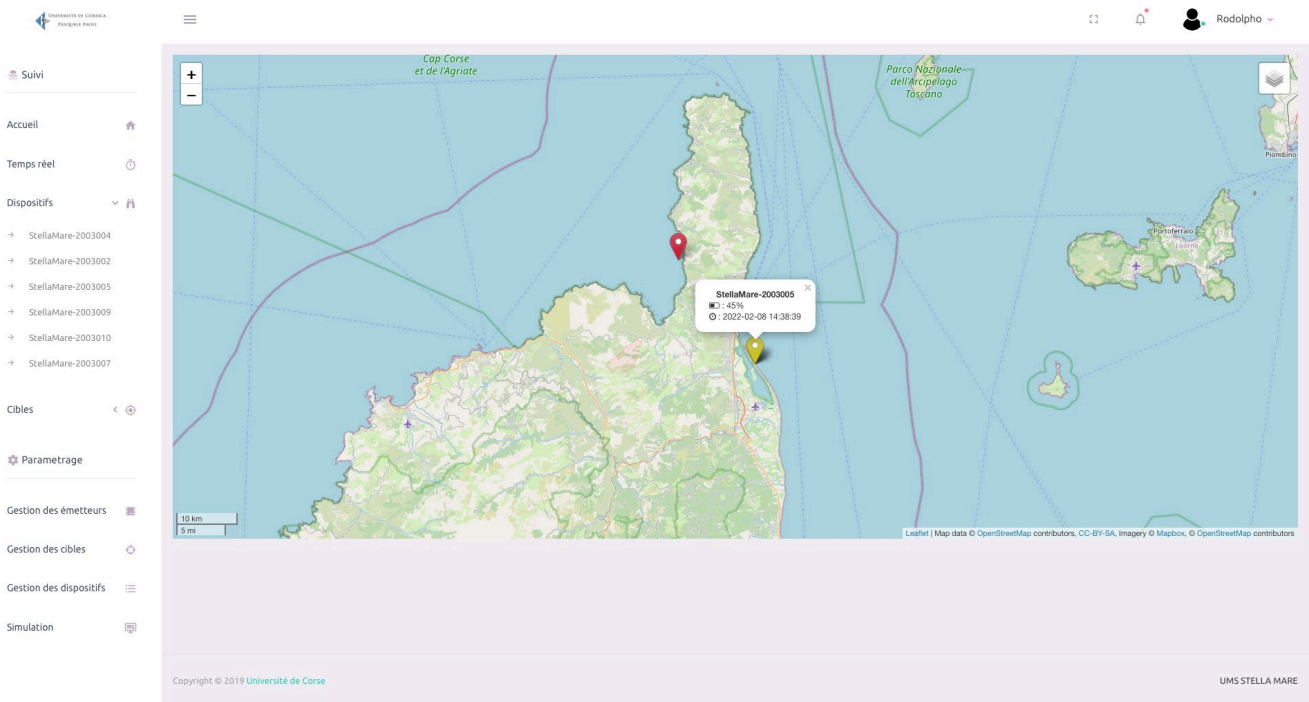 UNIVERSITÀ DI CORSICA
PASQUALE PAOLI
Rodolpho
Suivi
Accueil
Temps réel
Dispositifs
StellaMare-2003004
StellaMare-2003002
StellaMare-2003005
StellaMare-2003009
StellaMare-2003010
StellaMare-2003007
Cibles
Parametrage
Gestion des émetteurs
Gestion des cibles
Gestion des dispositifs
Simulation
+
−
Cap Corse
et de l'Agriate
Parco Nazionale
dell'Arcipelago
Toscano
Piombino
Portoferraio
Livorno
StellaMare-2003005
×
: 45%
: 2022-02-08 14:38:39
10 km
5 mi
Leaflet | Map data © OpenStreetMap contributors, CC-BY-SA, Imagery © Mapbox, © OpenStreetMap contributors
Copyright © 2019 Université de Corse
UMS STELLA MARE